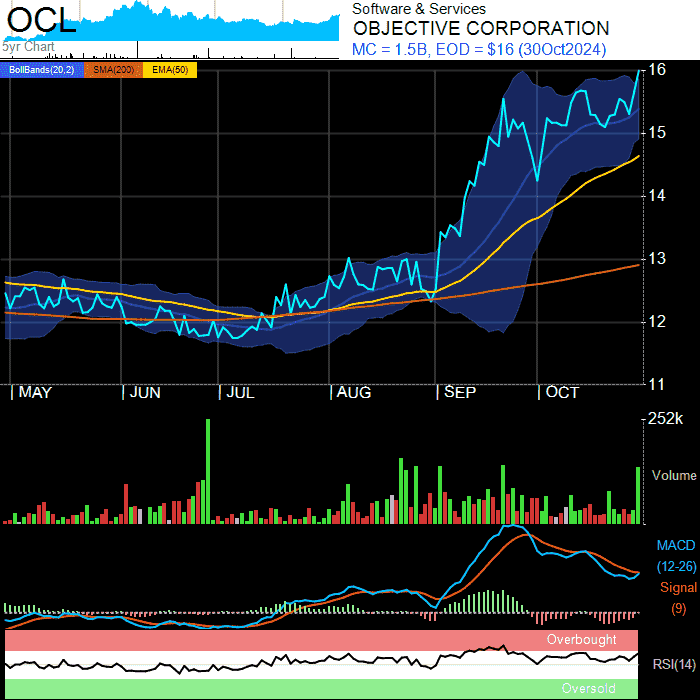 OCL
5yr Chart
Software & Services
OBJECTIVE CORPORATION
MC = 1.5B, EOD = $16 (30Oct2024)
BollBands(20,2) SMA(200) EMA(50)
16
15
14
13
12
11
MAY JUN JUL AUG SEP OCT
252k
Volume
MACD
(12-26)
Signal
(9)
Overbought
RSI(14)
Oversold